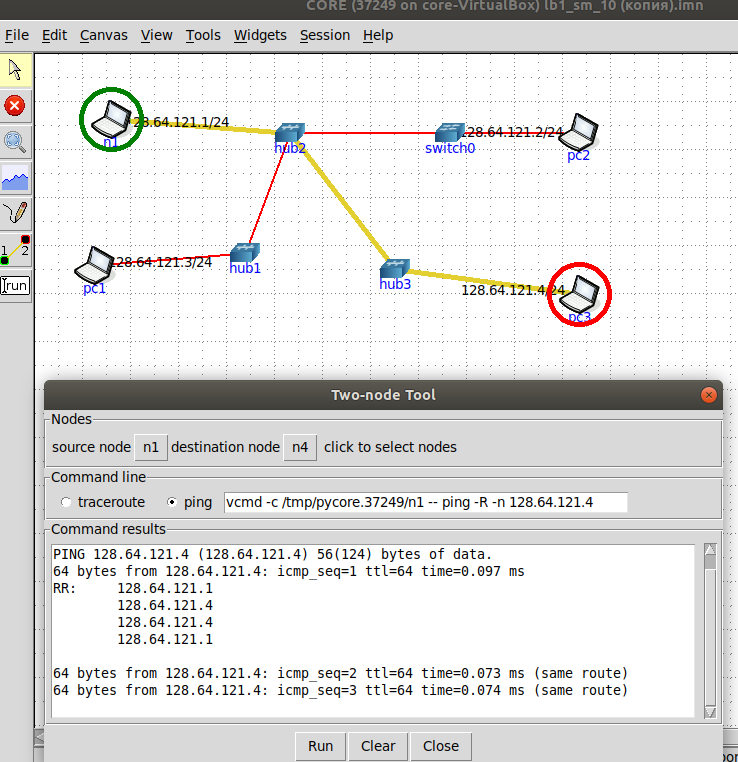 CORE (37249 on core-VirtualBox) lb1_sm_10 (копия).imn
File Edit Canvas View Tools Widgets Session Help
28.64.121.1/24
n1
hub2
switch0
28.64.121.2/24
pc2
28.64.121.3/24
pc1
hub1
hub3
128.64.121.4/24
pc3
1 2
run
Two-node Tool
Nodes
source node n1 destination node n4 click to select nodes
Command line
traceroute ping vcmd -c /tmp/pycore.37249/n1 -- ping -R -n 128.64.121.4
Command results
PING 128.64.121.4 (128.64.121.4) 56(124) bytes of data.
64 bytes from 128.64.121.4: icmp_seq=1 ttl=64 time=0.097 ms
RR: 128.64.121.1
128.64.121.4
128.64.121.4
128.64.121.1
64 bytes from 128.64.121.4: icmp_seq=2 ttl=64 time=0.073 ms (same route)
64 bytes from 128.64.121.4: icmp_seq=3 ttl=64 time=0.074 ms (same route)
Run Clear Close